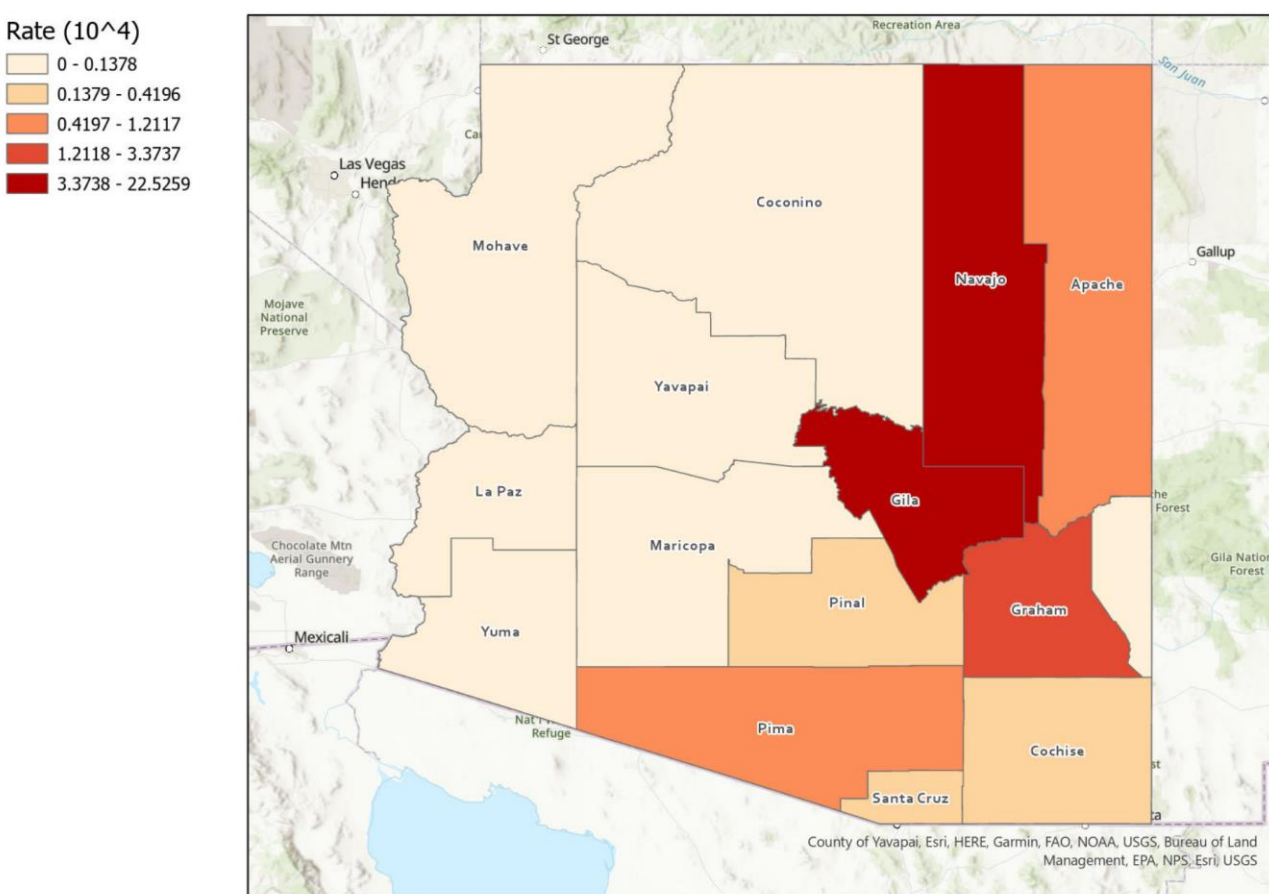 Rate (10^4)
0 - 0.1378
0.1379 - 0.4196
0.4197 - 1.2117
1.2118 - 3.3737
3.3738 - 22.5259
Recreation Area
St George
San Juan
Las Vegas
Coconino
Mohave
Gallup
Navajo
Apache
Mojave
National
Preserve
Yavapai
La Paz
Gila
Forest
Maricopa
Chocolate Mtn
Aerial Gunnery
Range
Gila
Forest
Pinal
Graham
Yuma
Mexicali
Refuge
Pima
Cochise
Santa Cruz
County of Yavapai, Esri, HERE, Garmin, FAO, NOAA, USGS, Bureau of Land
Management, EPA, NPS, Esri, USGS